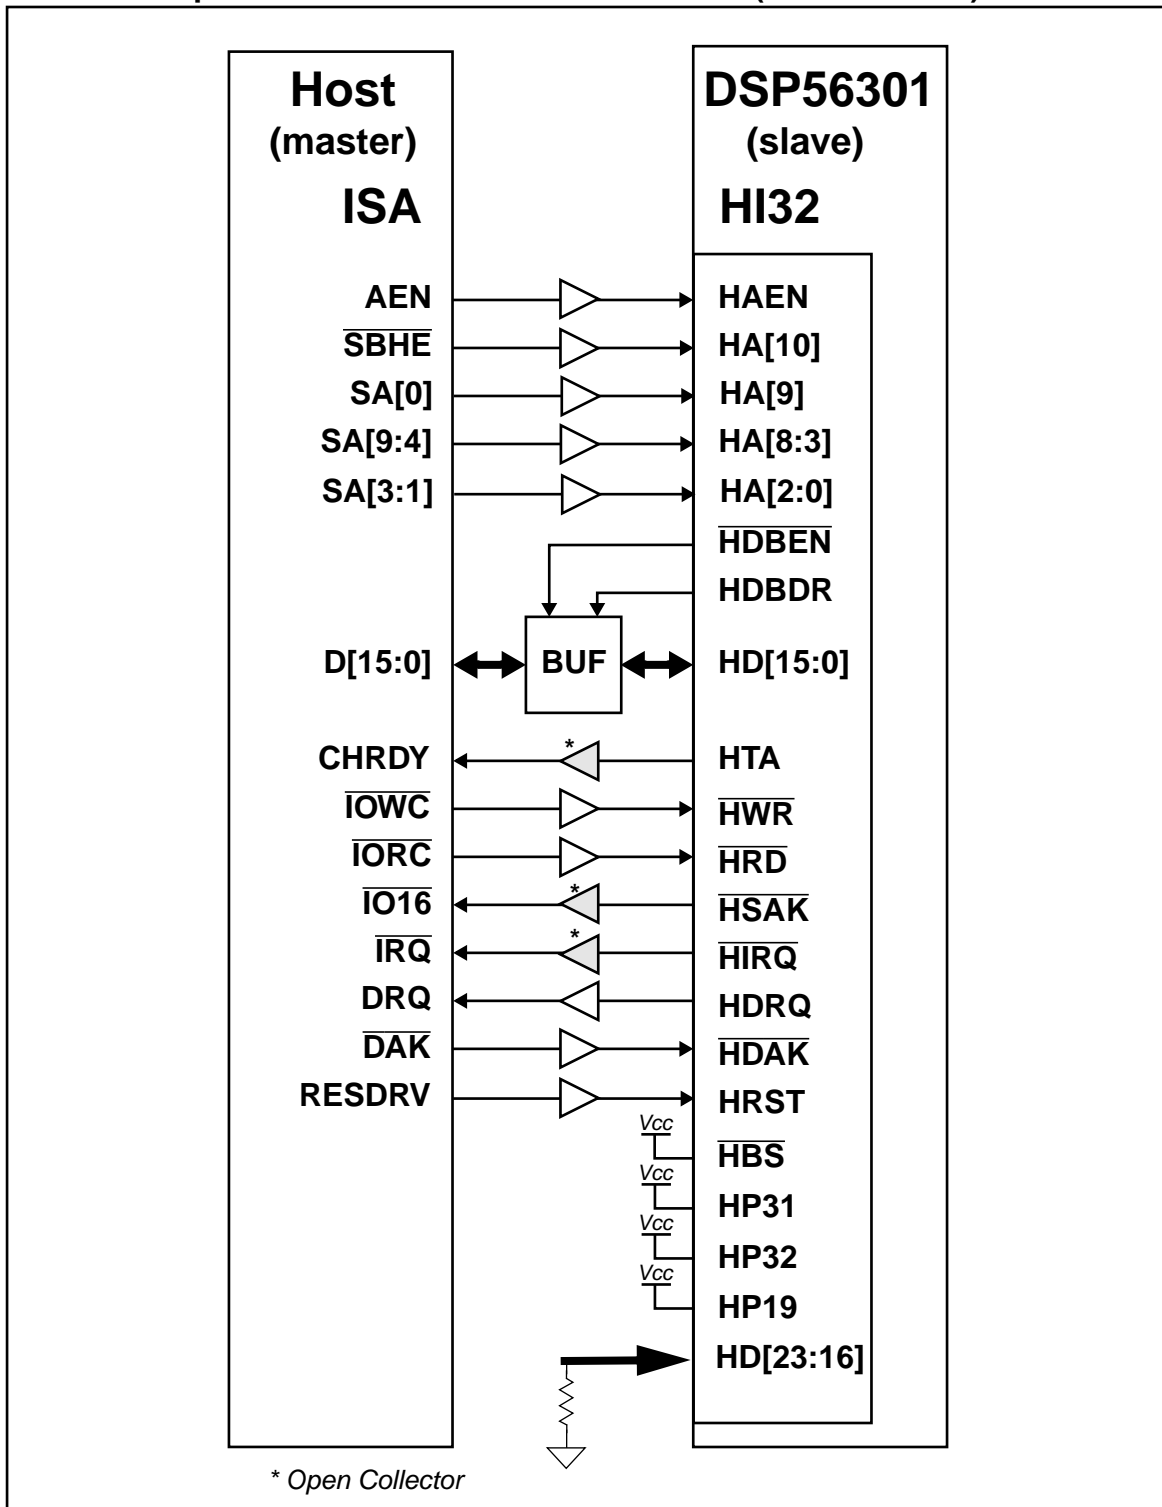 Host
(master)
ISA
DSP56301
(slave)
HI32
AEN HAEN
SBHE HA[10]
SA[0] HA[9]
SA[9:4] HA[8:3]
SA[3:1] HA[2:0]
HDBEN
HDBDR
D[15:0] BUF HD[15:0]
CHRDY * HTA
IOWC HWR
IORC HRD
IO16 * HSAK
IRQ * HIRQ
DRQ HDRQ
DAK HDAK
RESDRV HRST
Vcc HBS
Vcc HP31
Vcc HP32
Vcc HP19
HD[23:16]
* Open Collector